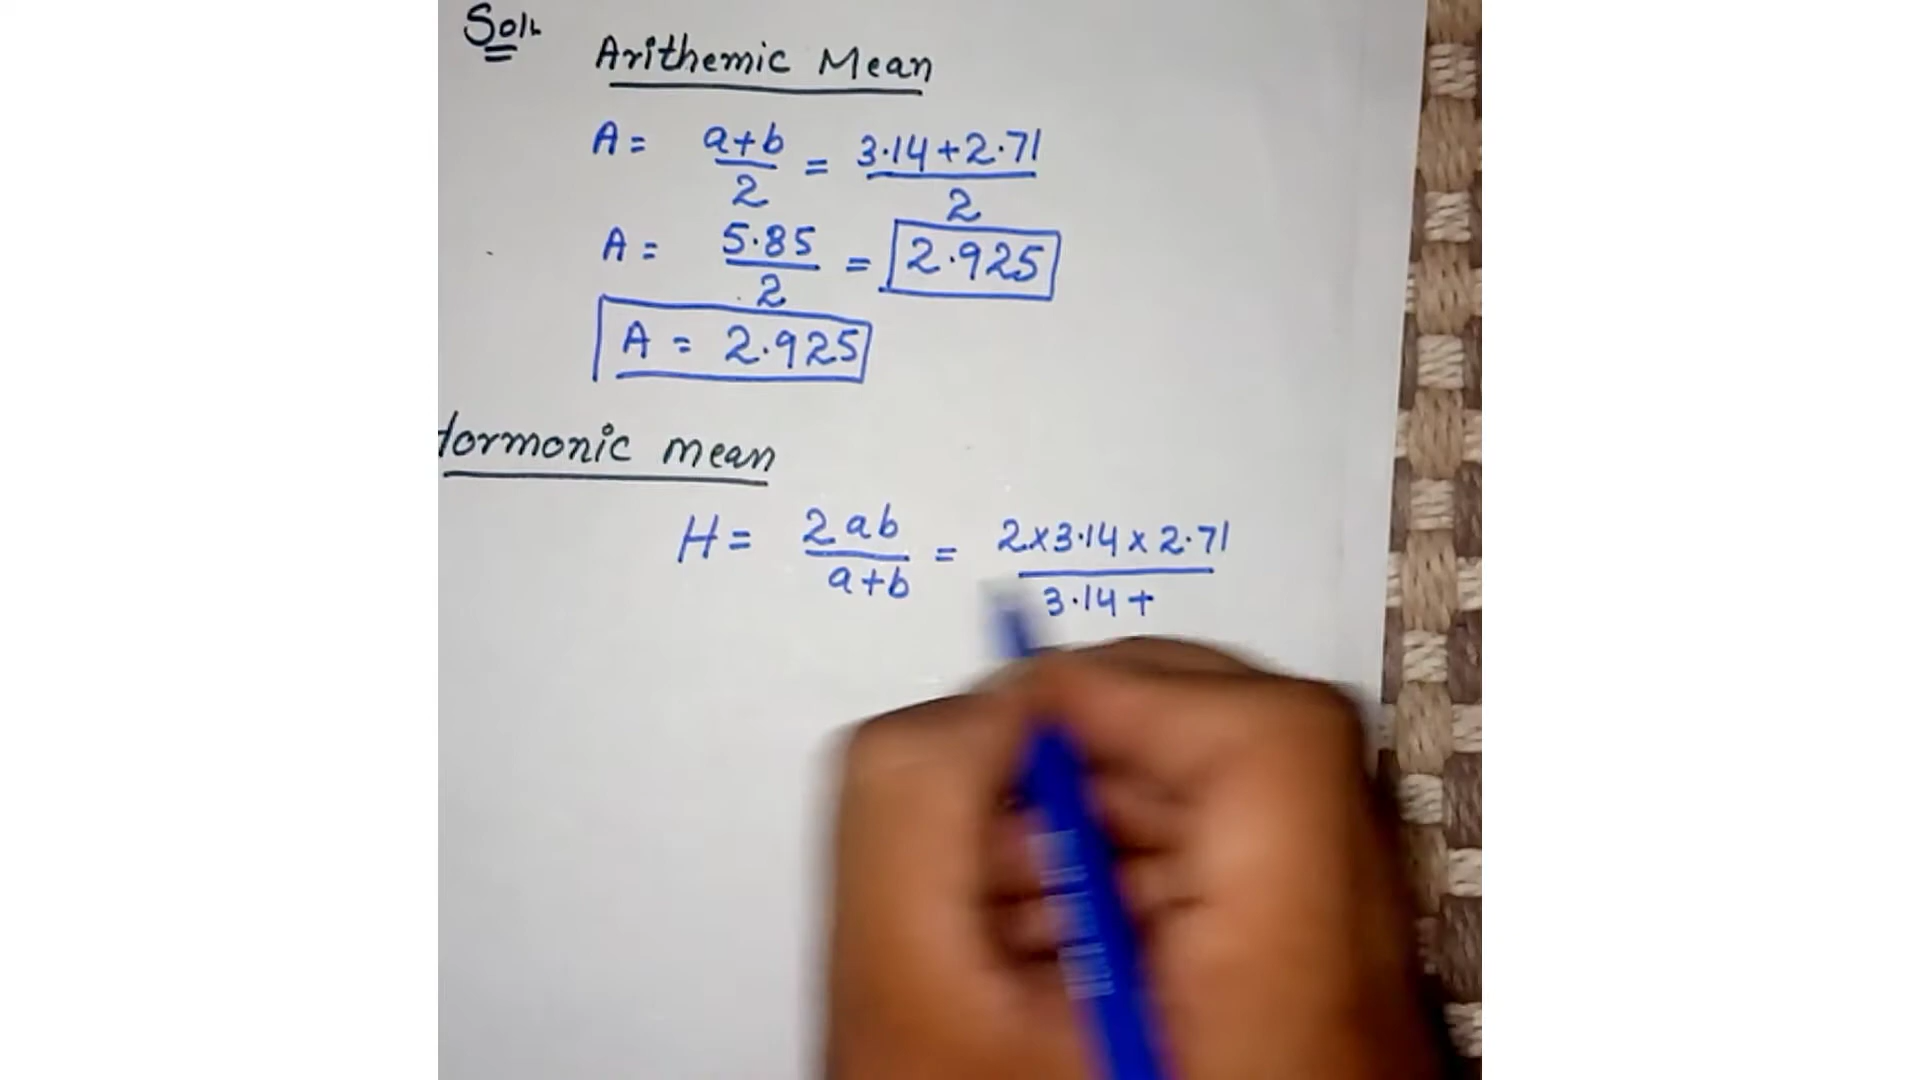 Soln
Arithemic Mean
A = a+b/2 = 3.14+2.71/2
A = 5.85/2 = 2.925
A = 2.925
Hormonic mean
H = 2ab/a+b = 2×3.14×2.71/3.14+